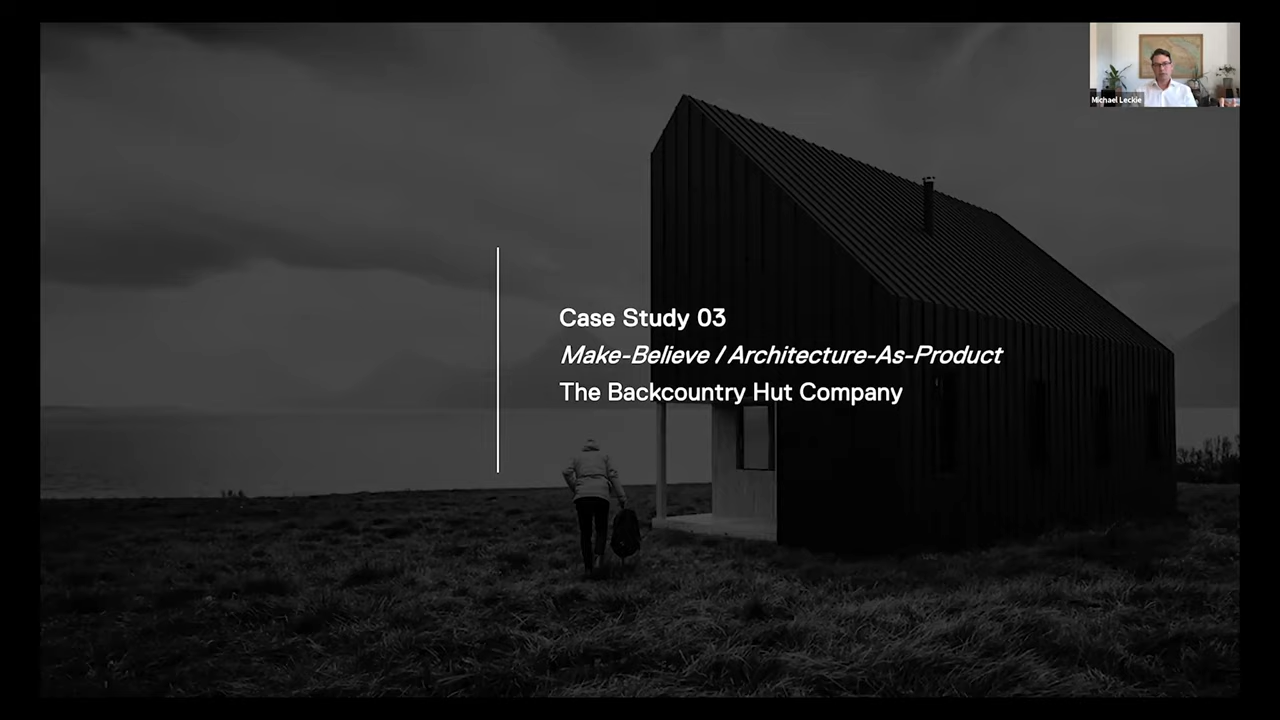 Michael Leckie
Case Study 03
Make-Believe / Architecture-As-Product
The Backcountry Hut Company